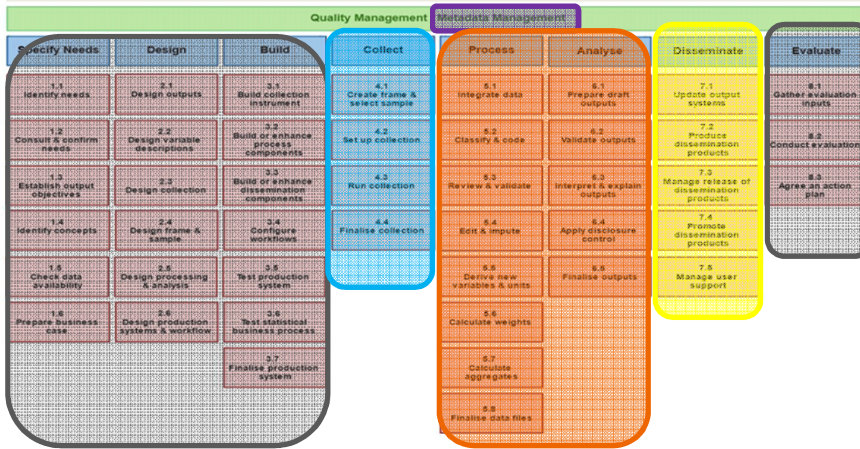 Quality Management / Metadata Management
Specify Needs
Design
Build
Collect
Process
Analyse
Disseminate
Evaluate
1.1
Identify needs
1.2
Consult & confirm
needs
1.3
Establish output
objectives
1.4
Identify concepts
1.5
Check data
availability
1.6
Prepare business
case
2.1
Design outputs
2.2
Design variable
descriptions
2.3
Design collection
2.4
Design frame &
sample
2.5
Design processing
& analysis
2.6
Design production
systems & workflow
3.1
Build collection
instrument
3.2
Build or enhance
process
components
3.3
Build or enhance
dissemination
components
3.4
Configure
workflows
3.5
Test production
system
3.6
Test statistical
business process
3.7
Finalise production
system
4.1
Create frame &
select sample
4.2
Set up collection
4.3
Run collection
4.4
Finalise collection
5.1
Integrate data
5.2
Classify & code
5.3
Review & validate
5.4
Edit & impute
5.5
Derive new
variables & units
5.6
Calculate weights
5.7
Calculate
aggregates
5.8
Finalise data files
6.1
Prepare draft
outputs
6.2
Validate outputs
6.3
Interpret & explain
outputs
6.4
Apply disclosure
control
6.5
Finalise outputs
7.1
Update output
systems
7.2
Produce
dissemination
products
7.3
Manage release of
dissemination
products
7.4
Promote
dissemination
products
7.5
Manage user
support
8.1
Gather evaluation
inputs
8.2
Conduct evaluation
8.3
Agree an action
plan